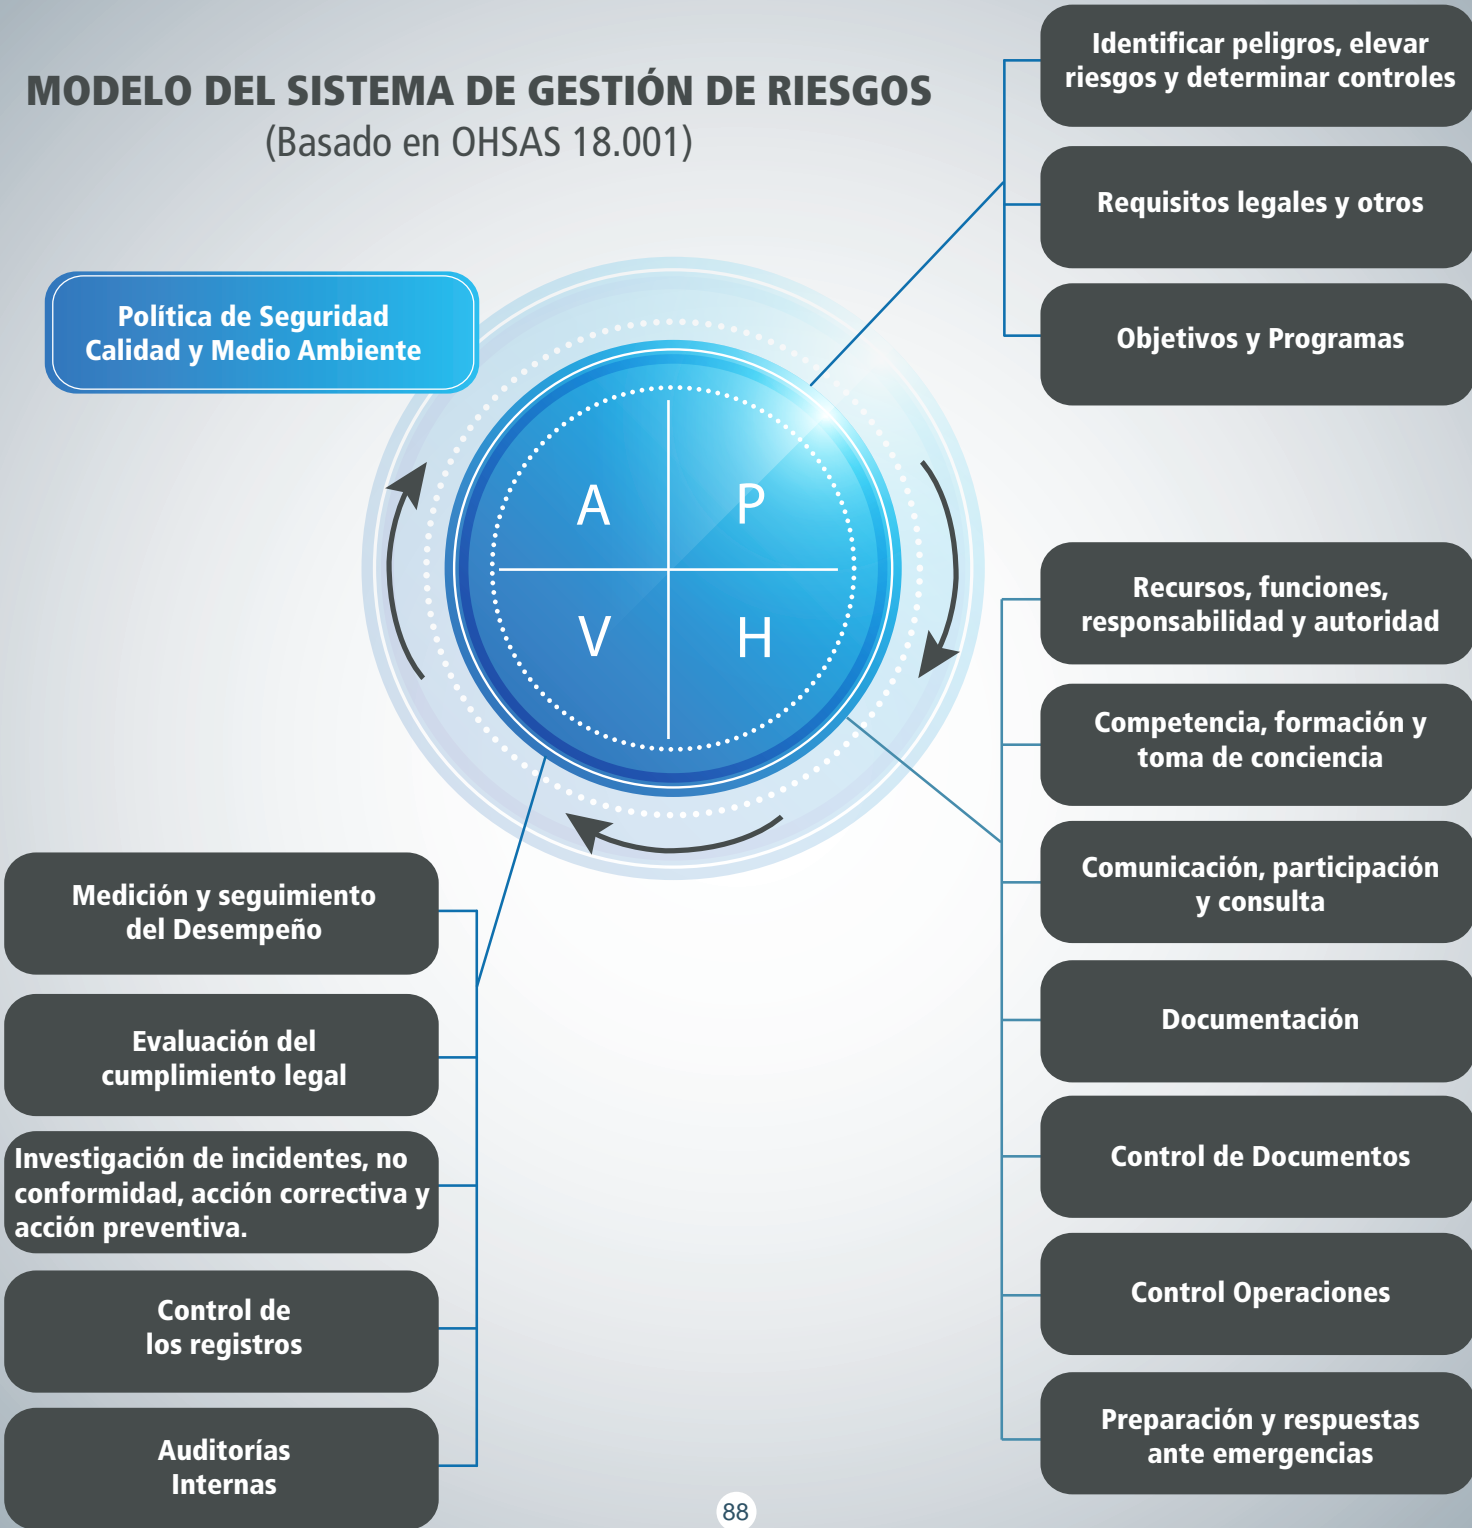 MODELO DEL SISTEMA DE GESTIÓN DE RIESGOS
(Basado en OHSAS 18.001)
Política de Seguridad
Calidad y Medio Ambiente
A
P
V
H
Identificar peligros, elevar
riesgos y determinar controles
Requisitos legales y otros
Objetivos y Programas
Recursos, funciones,
responsabilidad y autoridad
Competencia, formación y
toma de conciencia
Comunicación, participación
y consulta
Documentación
Control de Documentos
Control Operaciones
Preparación y respuestas
ante emergencias
Medición y seguimiento
del Desempeño
Evaluación del
cumplimiento legal
Investigación de incidentes, no
conformidad, acción correctiva y
acción preventiva.
Control de
los registros
Auditorías
Internas
88